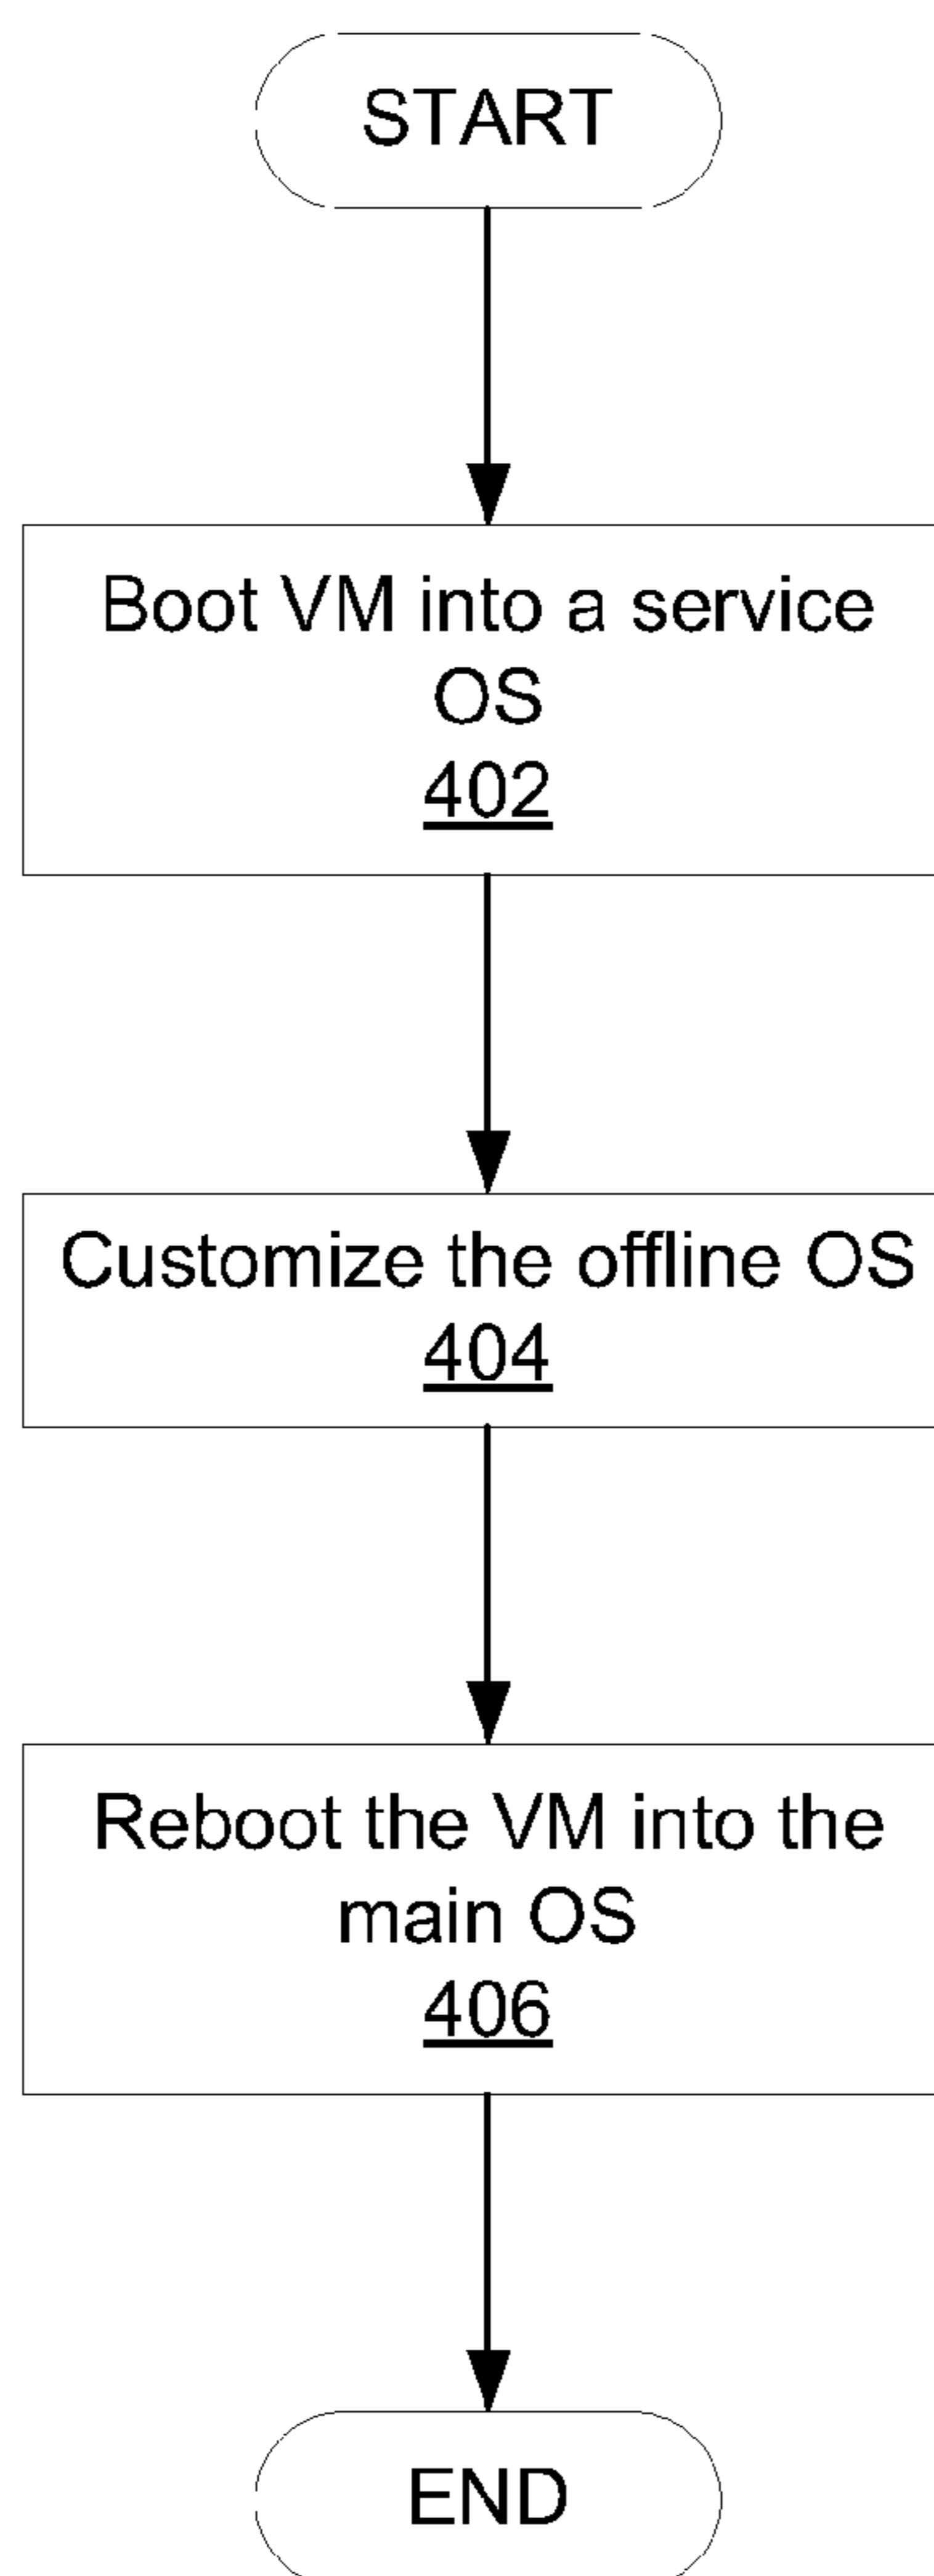 START
Boot VM into a service
OS
402
Customize the offline OS
404
Reboot the VM into the
main OS
406
END